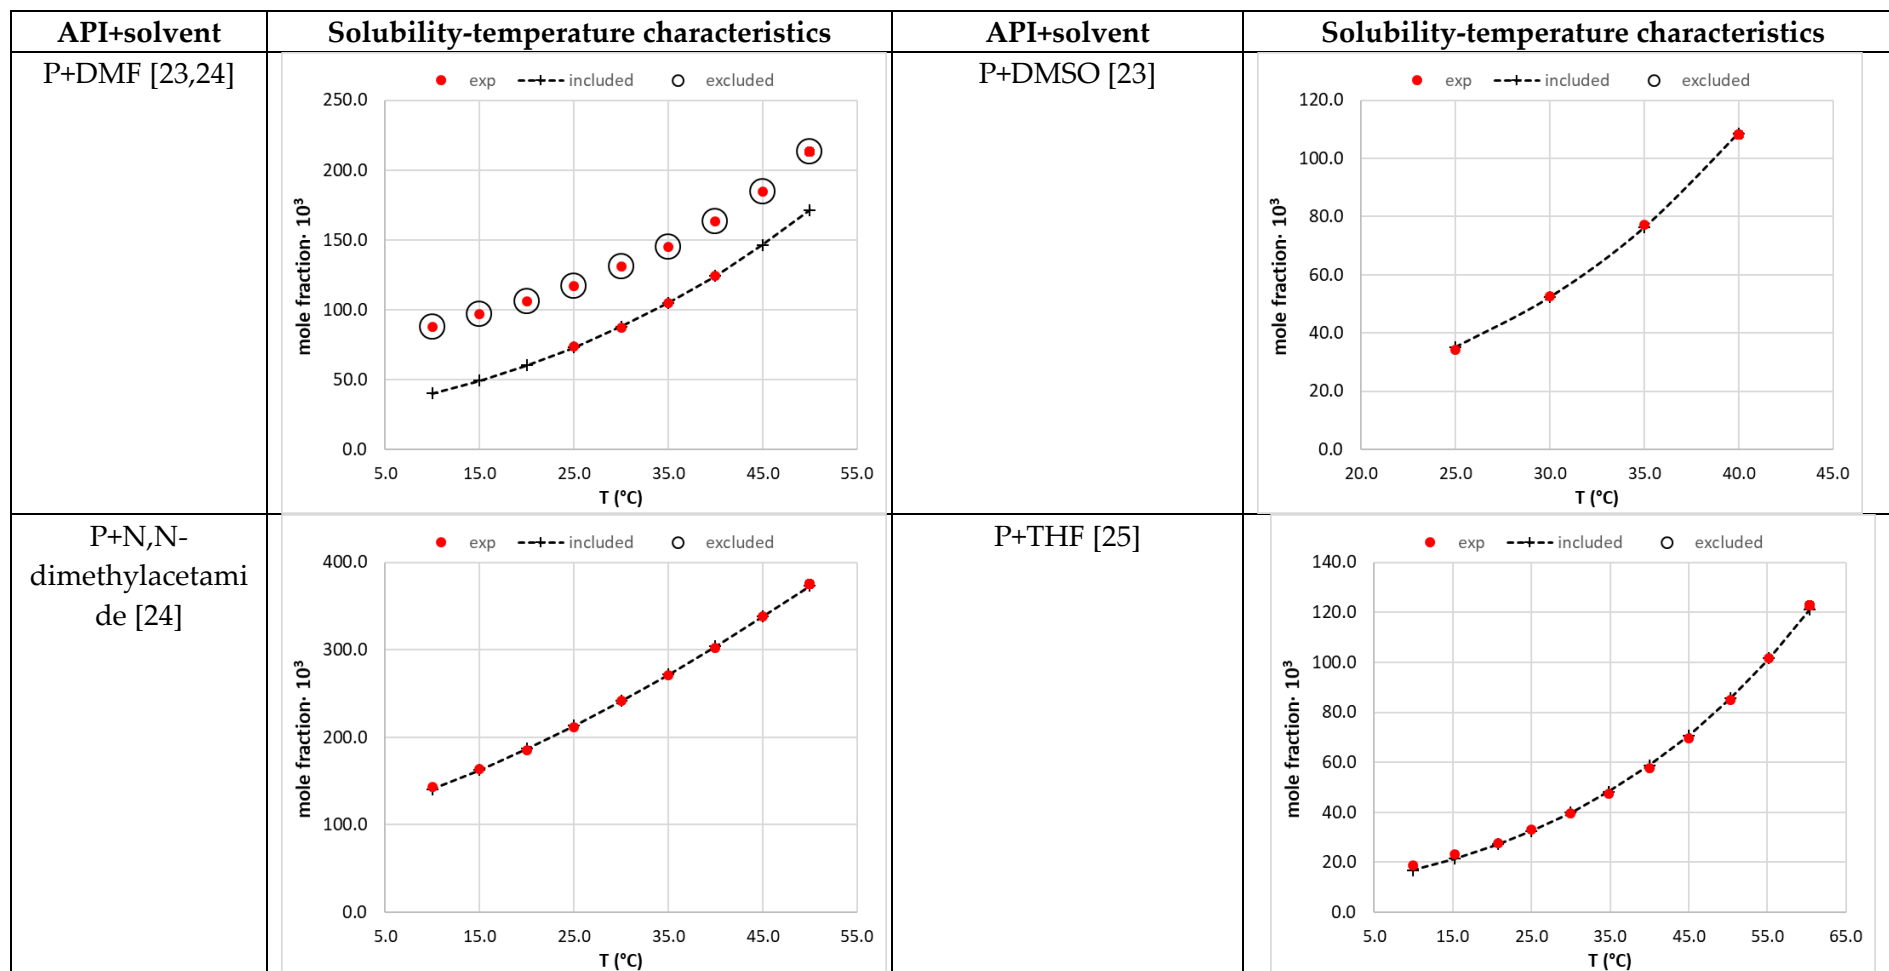 API+solvent
Solubility-temperature characteristics
API+solvent
Solubility-temperature characteristics
P+DMF [23,24]
exp included excluded
250.0
200.0
150.0
100.0
50.0
0.0
mole fraction· 10³
5.0 15.0 25.0 35.0 45.0 55.0
T (°C)
P+DMSO [23]
exp included excluded
120.0
100.0
80.0
60.0
40.0
20.0
0.0
mole fraction· 10³
20.0 25.0 30.0 35.0 40.0 45.0
T (°C)
P+N,N-
dimethylacetami
de [24]
exp included excluded
400.0
300.0
200.0
100.0
0.0
mole fraction· 10³
5.0 15.0 25.0 35.0 45.0 55.0
T (°C)
P+THF [25]
exp included excluded
140.0
120.0
100.0
80.0
60.0
40.0
20.0
0.0
mole fraction· 10³
5.0 15.0 25.0 35.0 45.0 55.0 65.0
T (°C)